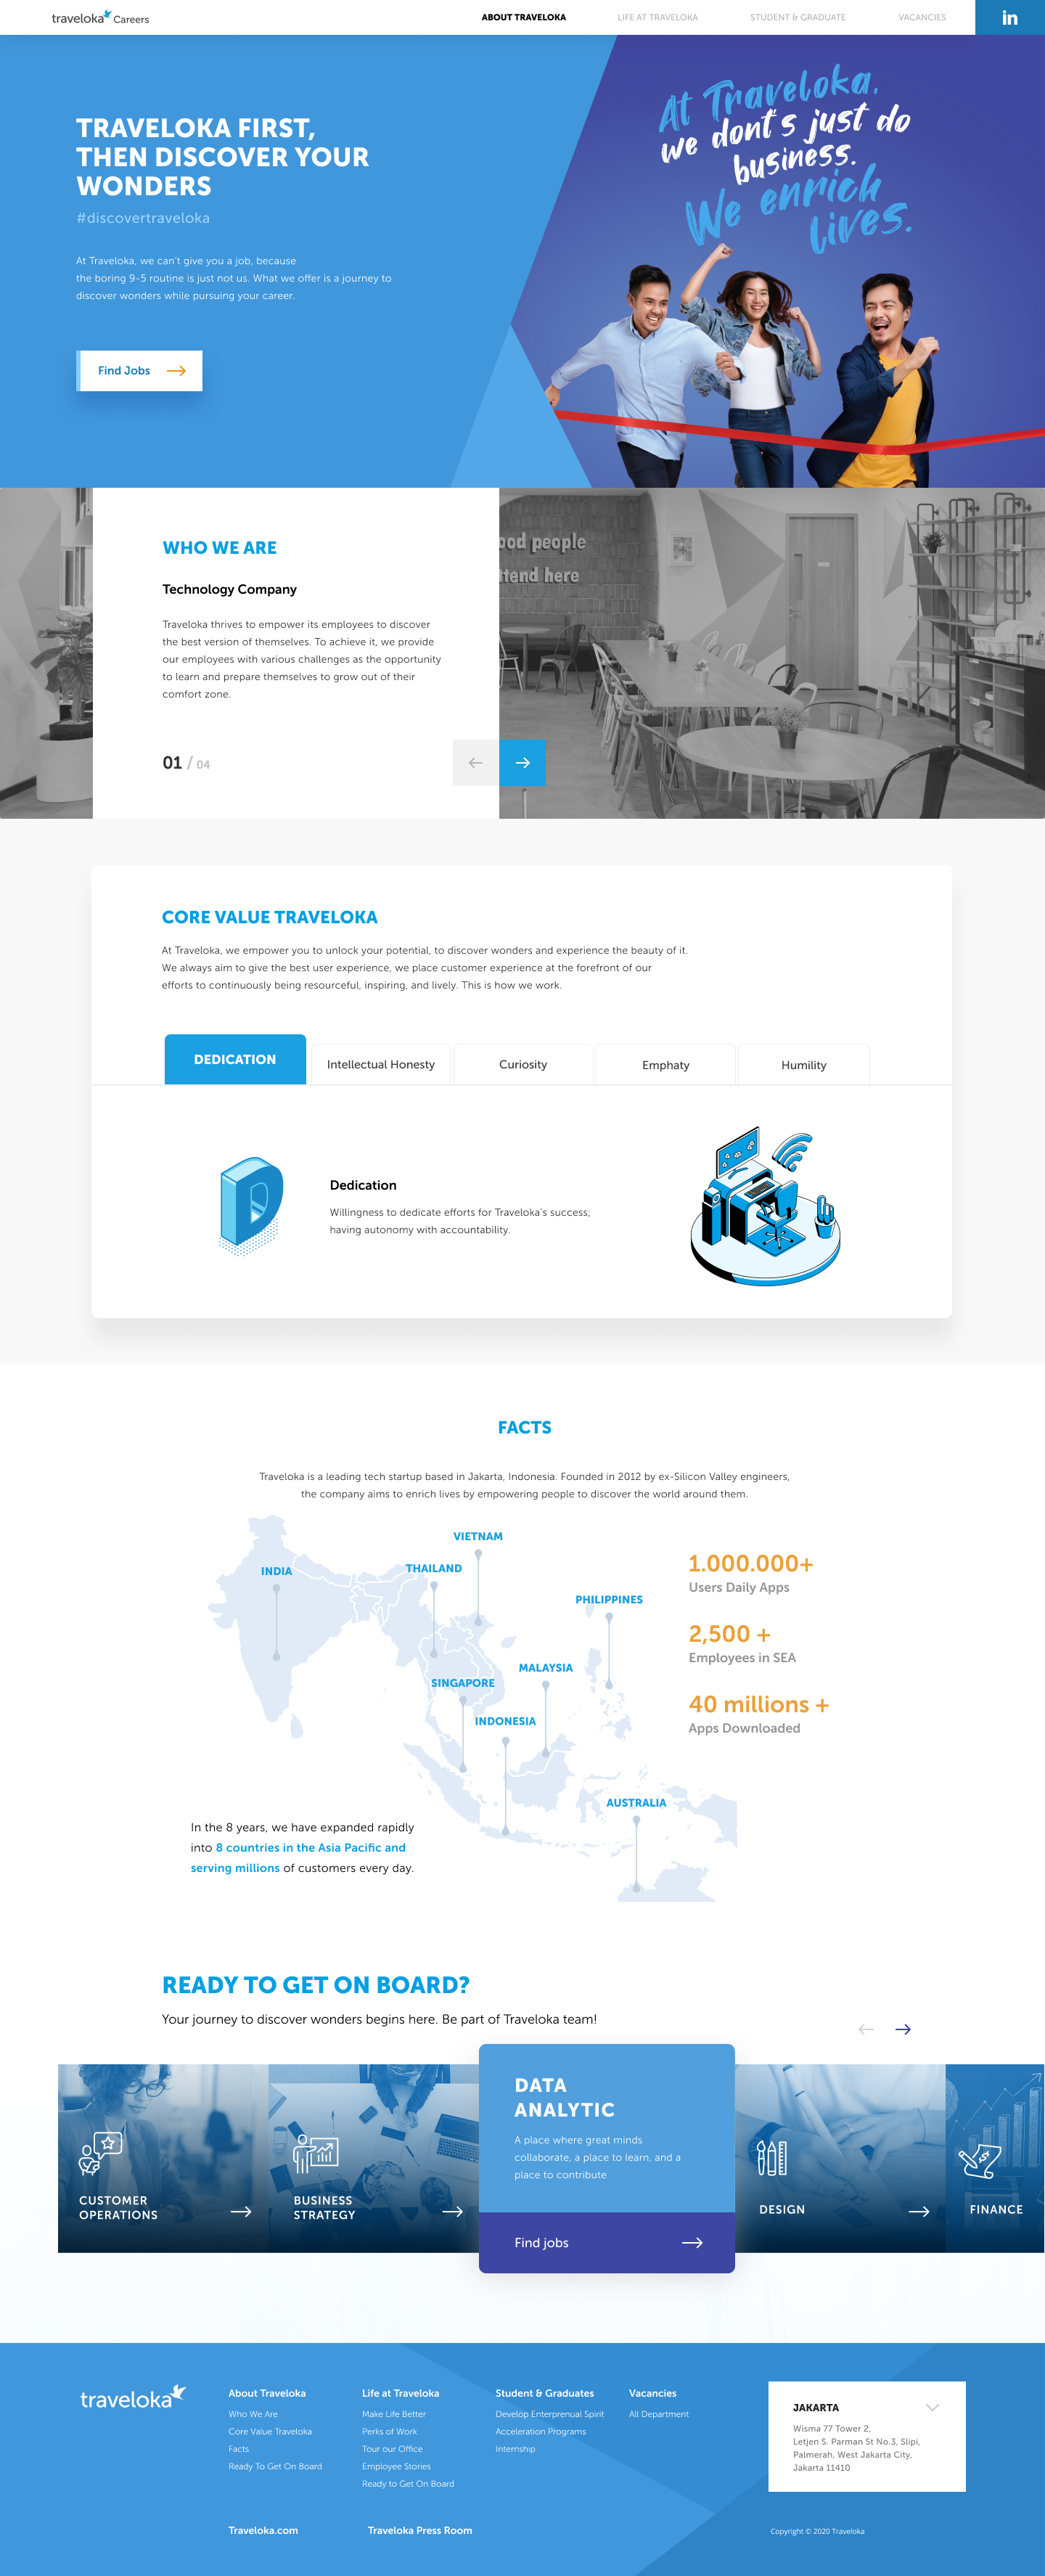 traveloka Careers
ABOUT TRAVELOKA
LIFE AT TRAVELOKA
STUDENT & GRADUATE
VACANCIES
in
TRAVELOKA FIRST,
THEN DISCOVER YOUR
WONDERS
#discovertraveloka
At Traveloka, we can't give you a job, because
the boring 9-5 routine is just not us. What we offer is a journey to
discover wonders while pursuing your career.
Find Jobs
At Traveloka,
we dont's just do
business.
We enrich
lives.
WHO WE ARE
Technology Company
Traveloka thrives to empower its employees to discover
the best version of themselves. To achieve it, we provide
our employees with various challenges as the opportunity
to learn and prepare themselves to grow out of their
comfort zone.
01 / 04
ood people
ttend here
CORE VALUE TRAVELOKA
At Traveloka, we empower you to unlock your potential, to discover wonders and experience the beauty of it.
We always aim to give the best user experience, we place customer experience at the forefront of our
efforts to continuously being resourceful, inspiring, and lively. This is how we work.
DEDICATION
Intellectual Honesty
Curiosity
Emphaty
Humility
D
Dedication
Willingness to dedicate efforts for Traveloka's success;
having autonomy with accountability.
FACTS
Traveloka is a leading tech startup based in Jakarta, Indonesia. Founded in 2012 by ex-Silicon Valley engineers,
the company aims to enrich lives by empowering people to discover the world around them.
VIETNAM
THAILAND
INDIA
PHILIPPINES
MALAYSIA
SINGAPORE
INDONESIA
AUSTRALIA
1.000.000+
Users Daily Apps
2,500 +
Employees in SEA
40 millions +
Apps Downloaded
In the 8 years, we have expanded rapidly
into 8 countries in the Asia Pacific and
serving millions of customers every day.
READY TO GET ON BOARD?
Your journey to discover wonders begins here. Be part of Traveloka team!
CUSTOMER
OPERATIONS
BUSINESS
STRATEGY
DATA
ANALYTIC
A place where great minds
collaborate, a place to learn, and a
place to contribute
Find jobs
DESIGN
FINANCE
traveloka
About Traveloka
Who We Are
Core Value Traveloka
Facts
Ready To Get On Board
Life at Traveloka
Make Life Better
Perks of Work
Tour our Office
Employee Stories
Ready to Get On Board
Student & Graduates
Develop Enterprenual Spirit
Acceleration Programs
Internship
Vacancies
All Department
JAKARTA
Wisma 77 Tower 2,
Letjen S. Parman St No.3, Slipi,
Palmerah, West Jakarta City,
Jakarta 11410
Traveloka.com
Traveloka Press Room
Copyright © 2020 Traveloka